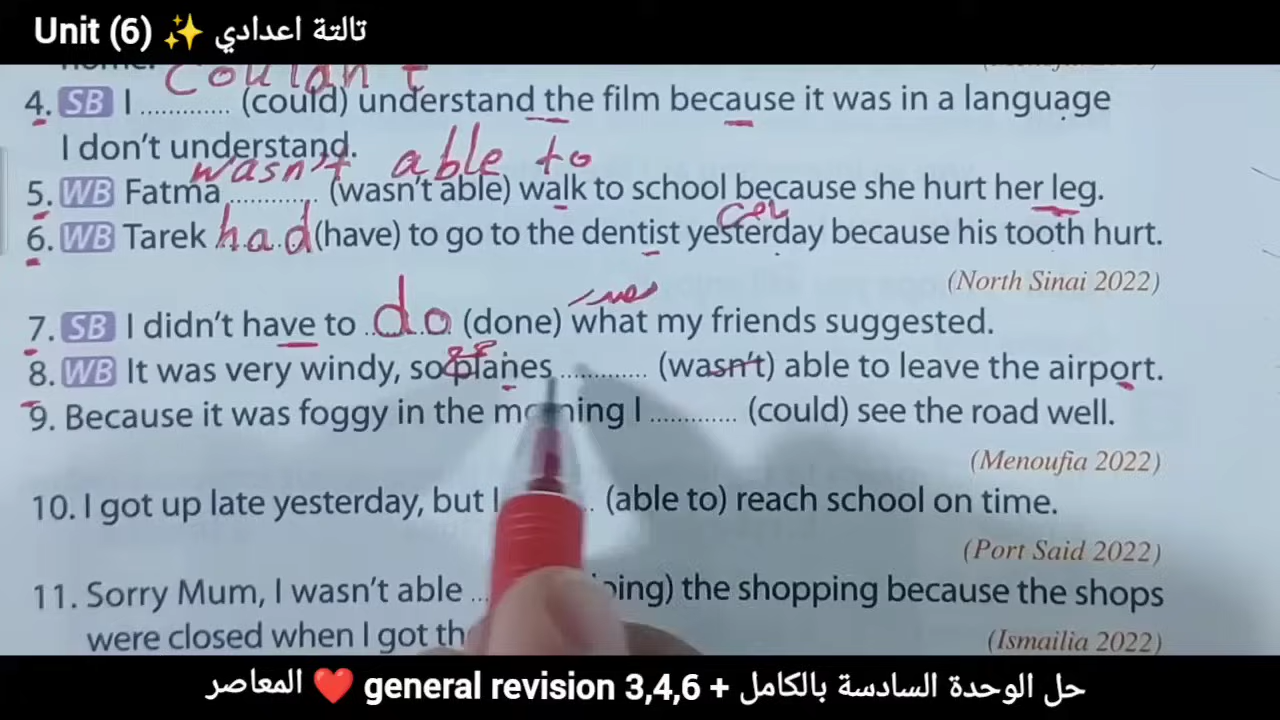 Unit (6) ✨ تالتة اعدادي
couldn't
4. SB I ............ (could) understand the film because it was in a language
I don't understand.
wasn't able to
5. WB Fatma ............ (wasn't able) walk to school because she hurt her leg.
6. WB Tarek had (have) to go to the dentist yesterday because his tooth hurt.
(North Sinai 2022)
مصدر
7. SB I didn't have to do (done) what my friends suggested.
8. WB It was very windy, so planes ............ (wasn't) able to leave the airport.
9. Because it was foggy in the morning I ............ (could) see the road well.
(Menoufia 2022)
10. I got up late yesterday, but I ...... (able to) reach school on time.
(Port Said 2022)
11. Sorry Mum, I wasn't able ... the shopping because the shops
were closed when I got
(Ismailia 2022)
حل الوحدة السادسة بالكامل + general revision 3,4,6 ❤️ المعاصر